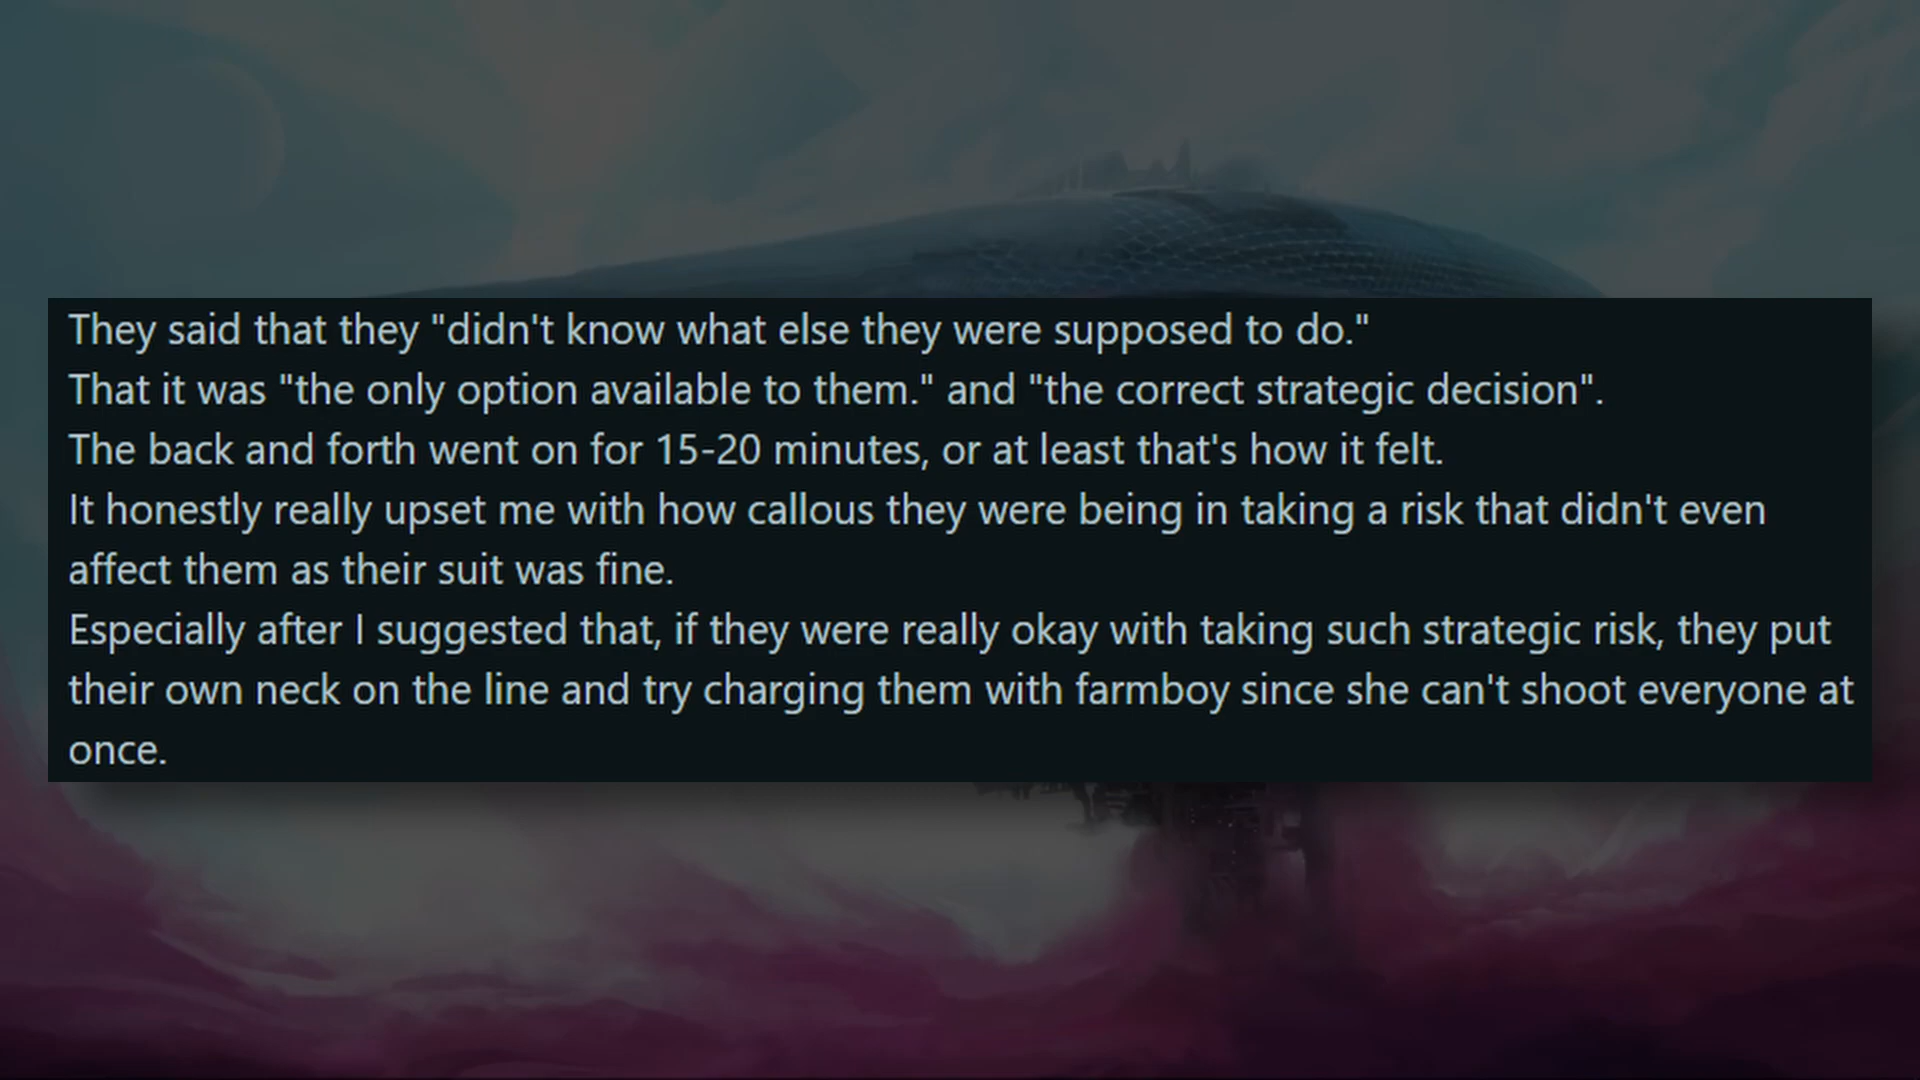 They said that they "didn't know what else they were supposed to do."
That it was "the only option available to them." and "the correct strategic decision".
The back and forth went on for 15-20 minutes, or at least that's how it felt.
It honestly really upset me with how callous they were being in taking a risk that didn't even
affect them as their suit was fine.
Especially after I suggested that, if they were really okay with taking such strategic risk, they put
their own neck on the line and try charging them with farmboy since she can't shoot everyone at
once.